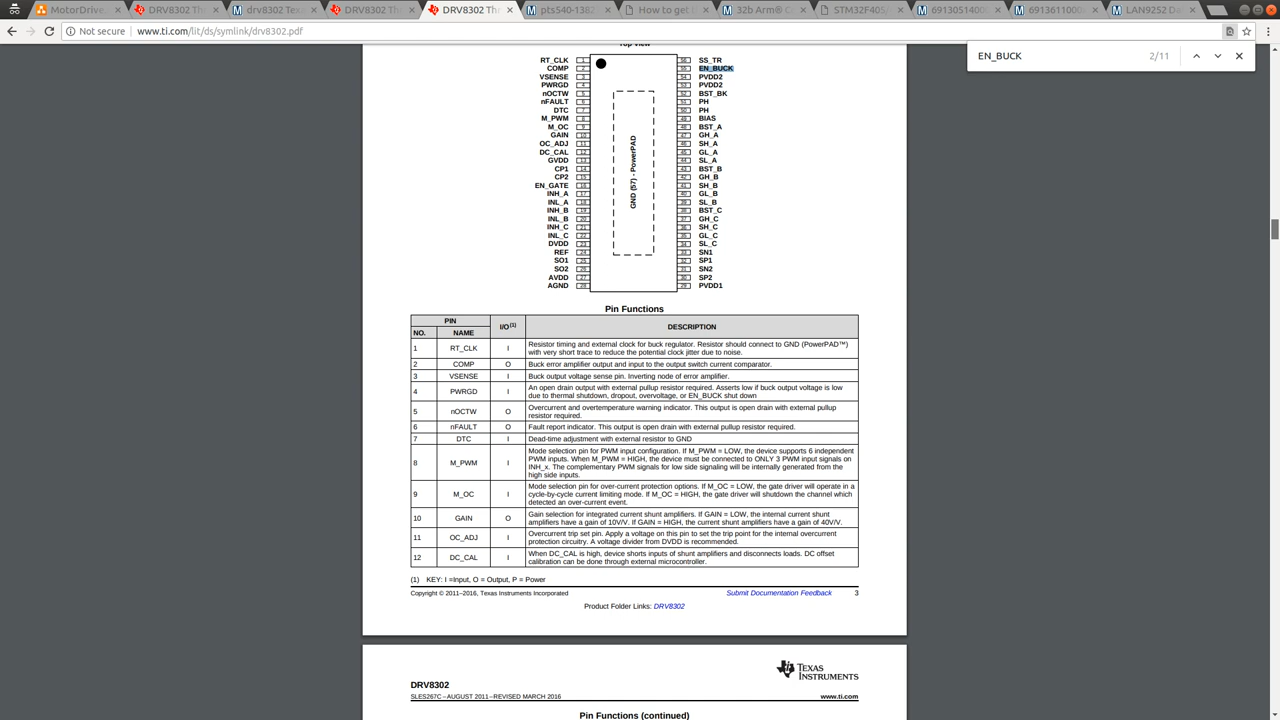 MotorDrive.
DRV8302 Th
drv8302 Tex
DRV8302 Th
DRV8302 Th
pts540-1382
How to get
32b Arm® C
STM32F405
6913051400
6913611000
LAN9252 Da
Not secure www.ti.com/lit/ds/symlink/drv8302.pdf
EN_BUCK 2/11
Top View
RT_CLK 1 56 SS_TR
COMP 2 55 EN_BUCK
VSENSE 3 54 PVDD2
PWRGD 4 53 PVDD2
nOCTW 5 52 BST_BK
nFAULT 6 51 PH
DTC 7 50 PH
M_PWM 8 49 BIAS
M_OC 9 48 BST_A
GAIN 10 47 GH_A
OC_ADJ 11 46 SH_A
DC_CAL 12 45 GL_A
GVDD 13 44 SL_A
CP1 14 43 BST_B
CP2 15 42 GH_B
EN_GATE 16 41 SH_B
INH_A 17 40 GL_B
INL_A 18 39 SL_B
INH_B 19 38 BST_C
INL_B 20 37 GH_C
INH_C 21 36 SH_C
INL_C 22 35 GL_C
DVDD 23 34 SL_C
REF 24 33 SN1
SO1 25 32 SP1
SO2 26 31 SN2
AVDD 27 30 SP2
AGND 28 29 PVDD1
GND (57) - PowerPAD
Pin Functions
PIN I/O(1) DESCRIPTION
NO. NAME
1 RT_CLK I Resistor timing and external clock for buck regulator. Resistor should connect to GND (PowerPAD™)
with very short trace to reduce the potential clock jitter due to noise.
2 COMP O Buck error amplifier output and input to the output switch current comparator.
3 VSENSE I Buck output voltage sense pin. Inverting node of error amplifier.
4 PWRGD I An open drain output with external pullup resistor required. Asserts low if buck output voltage is low
due to thermal shutdown, dropout, overvoltage, or EN_BUCK shut down
5 nOCTW O Overcurrent and overtemperature warning indicator. This output is open drain with external pullup
resistor required.
6 nFAULT O Fault report indicator. This output is open drain with external pullup resistor required.
7 DTC I Dead-time adjustment with external resistor to GND
8 M_PWM I Mode selection pin for PWM input configuration. If M_PWM = LOW, the device supports 6 independent
PWM inputs. When M_PWM = HIGH, the device must be connected to ONLY 3 PWM input signals on
INH_x. The complementary PWM signals for low side signaling will be internally generated from the
high side inputs.
9 M_OC I Mode selection pin for over-current protection options. If M_OC = LOW, the gate driver will operate in a
cycle-by-cycle current limiting mode. If M_OC = HIGH, the gate driver will shutdown the channel which
detected an over-current event.
10 GAIN O Gain selection for integrated current shunt amplifiers. If GAIN = LOW, the internal current shunt
amplifiers have a gain of 10V/V. If GAIN = HIGH, the current shunt amplifiers have a gain of 40V/V.
11 OC_ADJ I Overcurrent trip set pin. Apply a voltage on this pin to set the trip point for the internal overcurrent
protection circuitry. A voltage divider from DVDD is recommended.
12 DC_CAL I When DC_CAL is high, device shorts inputs of shunt amplifiers and disconnects loads. DC offset
calibration can be done through external microcontroller.
(1) KEY: I =Input, O = Output, P = Power
Copyright © 2011–2016, Texas Instruments Incorporated Submit Documentation Feedback 3
Product Folder Links: DRV8302
TEXAS
INSTRUMENTS
DRV8302
SLES267C – AUGUST 2011 – REVISED MARCH 2016 www.ti.com
Pin Functions (continued)